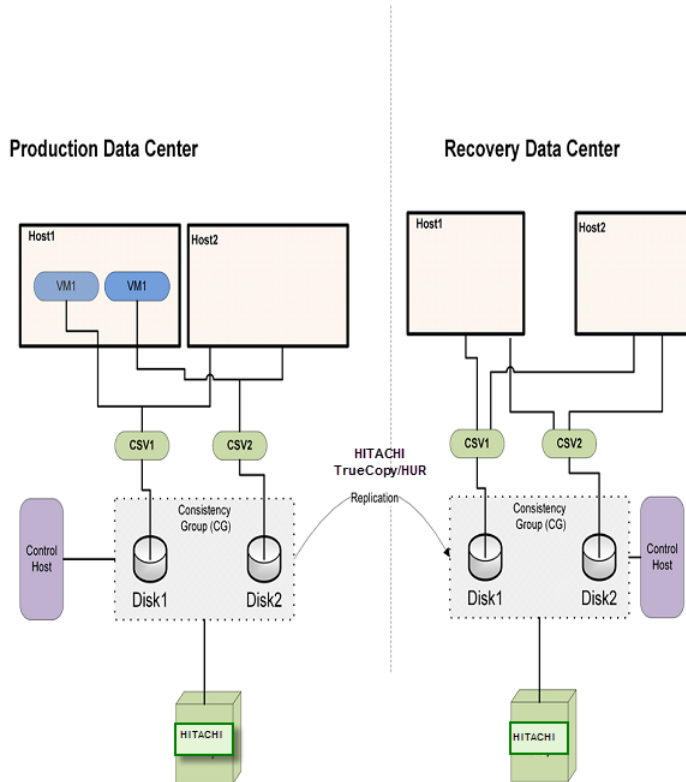 Production Data Center
Recovery Data Center
Host1
Host2
VM1
VM1
Host1
Host2
CSV1
CSV2
CSV1
CSV2
HITACHI
TrueCopy/HUR
Replication
Control
Host
Consistency
Group (CG)
Disk1
Disk2
Consistency
Group (CG)
Disk1
Disk2
Control
Host
HITACHI
HITACHI